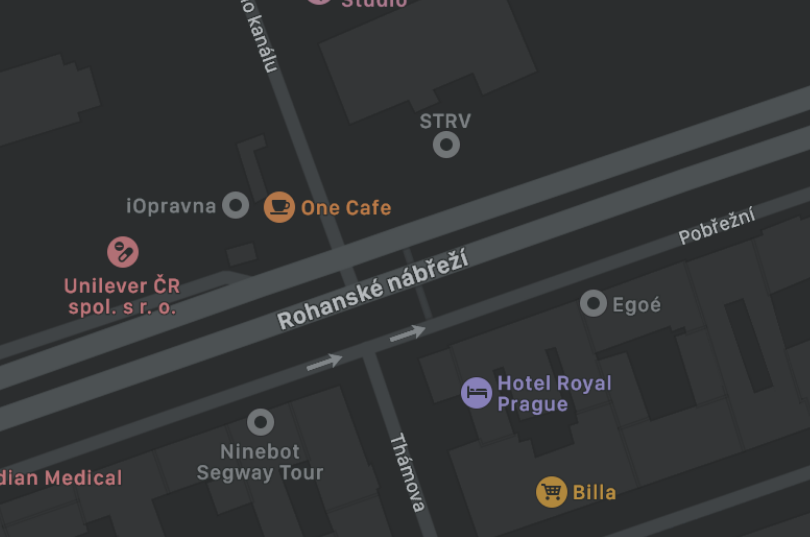 Studio
o kanálu
STRV
iOpravna
One Cafe
Unilever ČR
spol. s r. o.
Rohanské nábřeží
Pobřežní
Egoé
Hotel Royal
Prague
Ninebot
Segway Tour
Thámova
dian Medical
Billa